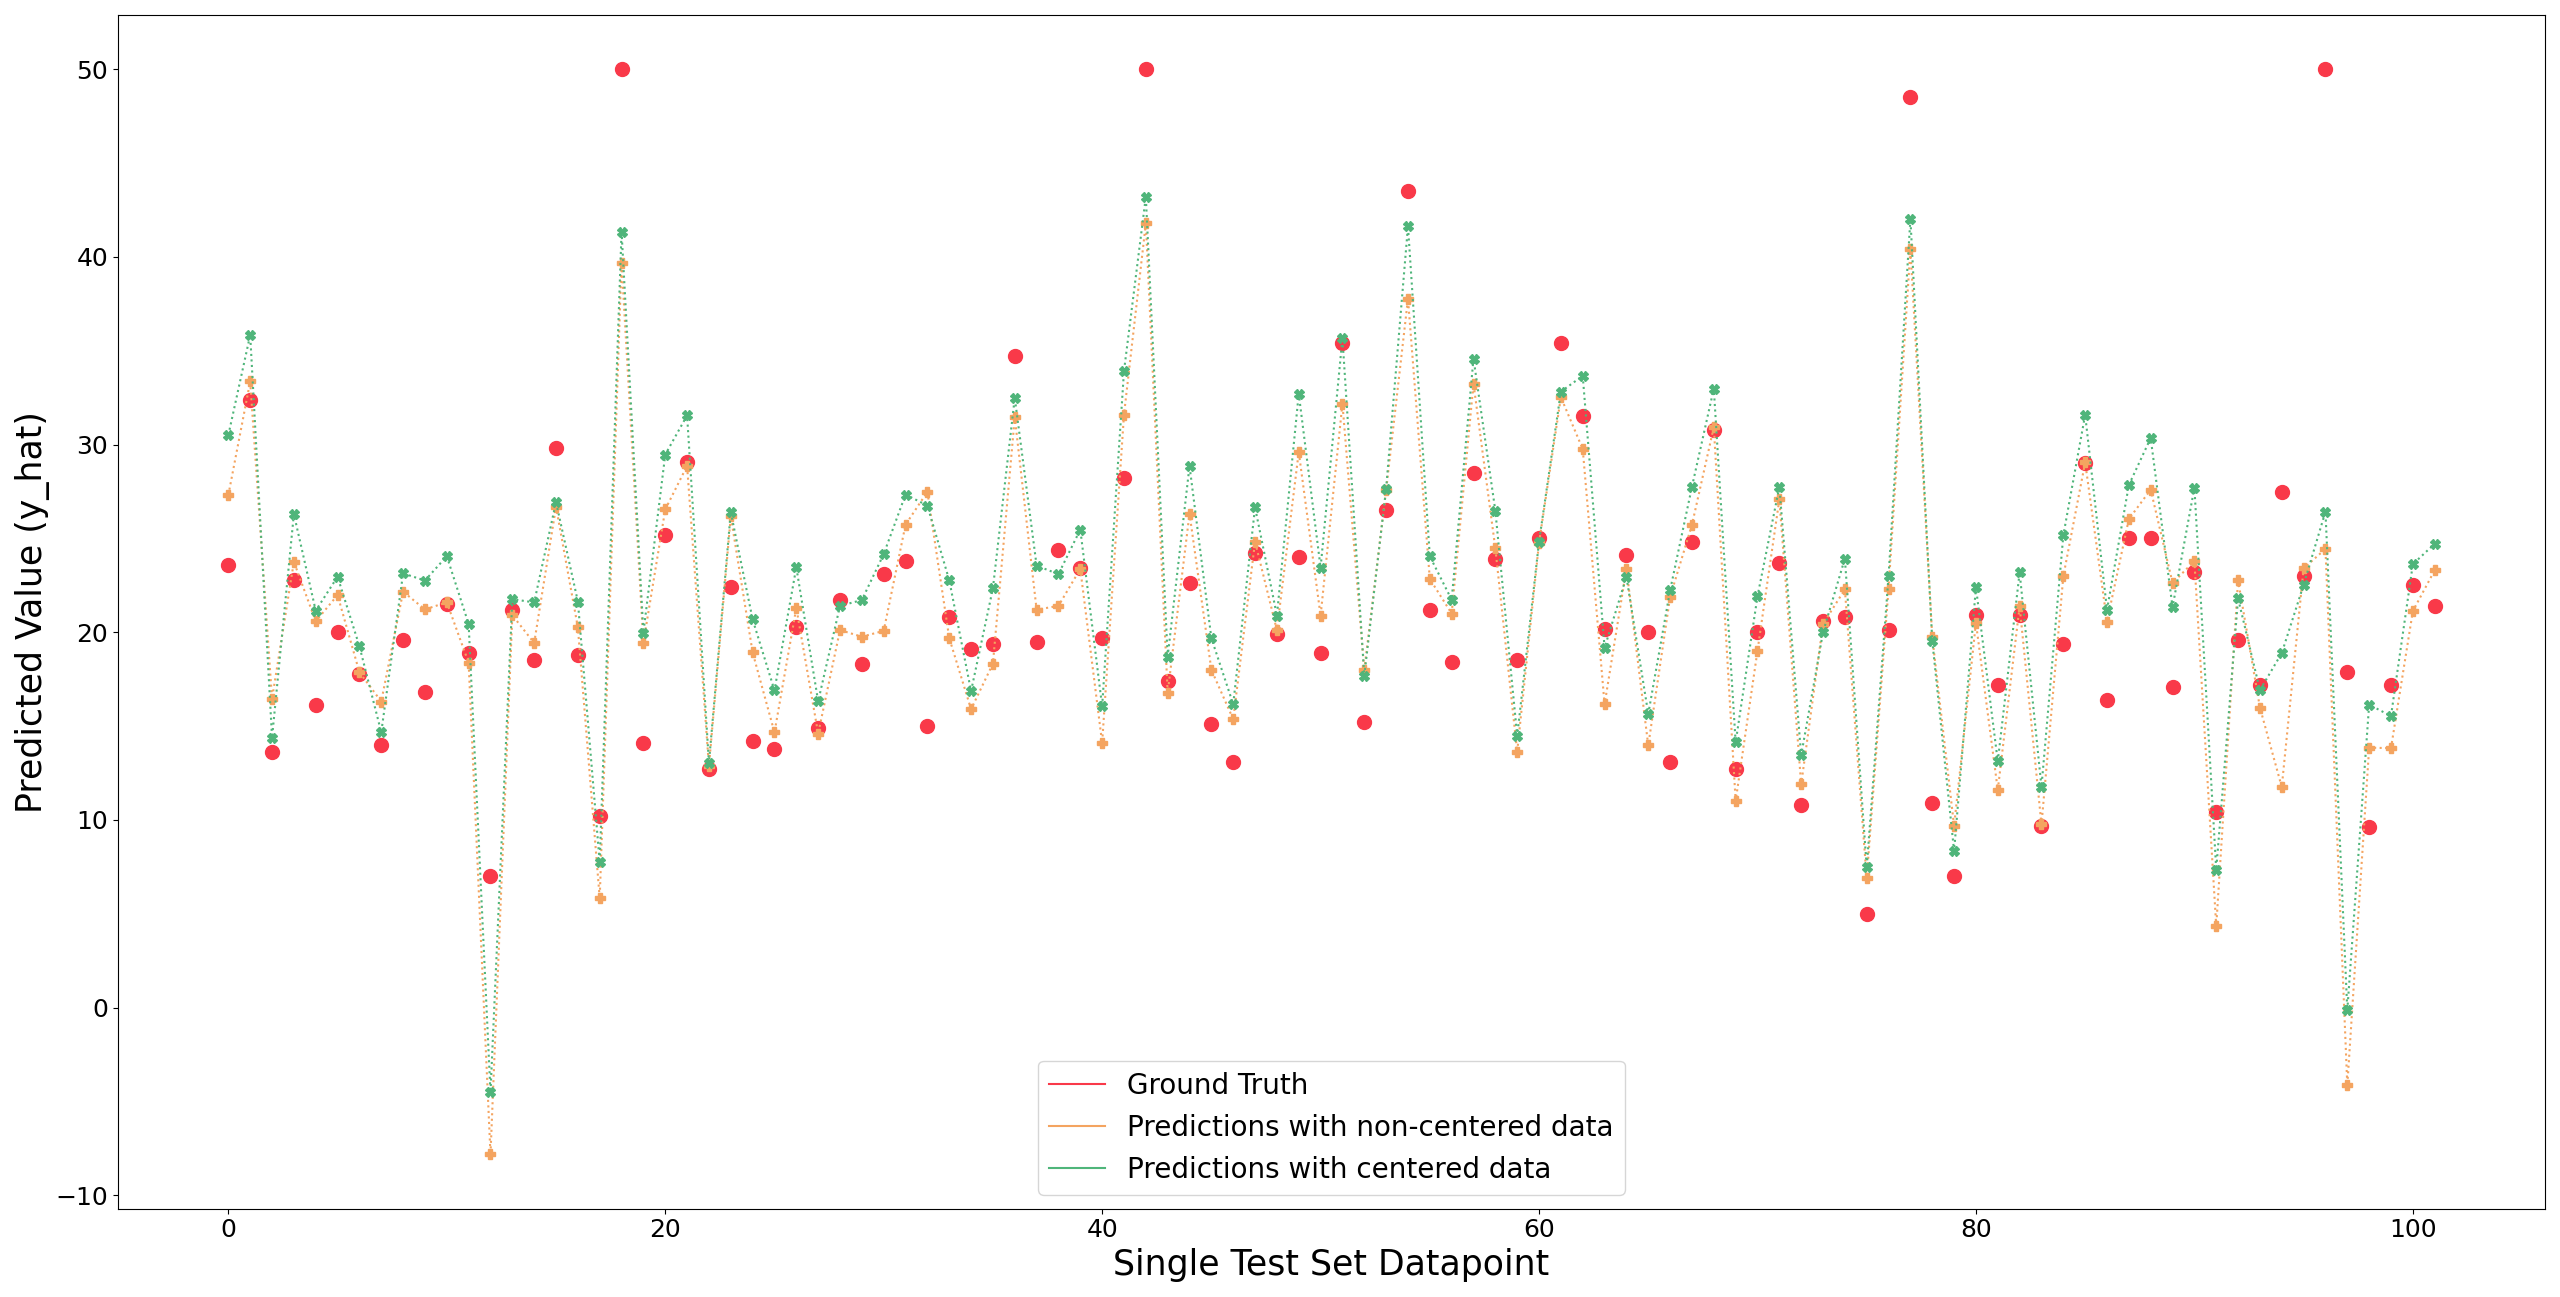 50
40
30
20
10
0
−10
Predicted Value (y_hat)
Ground Truth
Predictions with non-centered data
Predictions with centered data
0 20 40 60 80 100
Single Test Set Datapoint